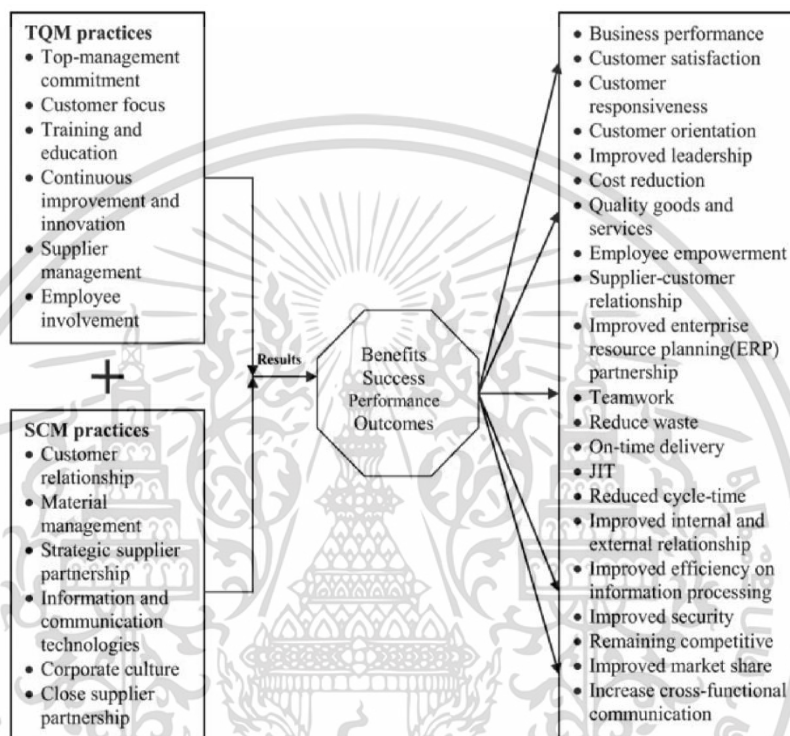 TQM practices
• Top-management
commitment
• Customer focus
• Training and
education
• Continuous
improvement and
innovation
• Supplier
management
• Employee
involvement
+
SCM practices
• Customer
relationship
• Material
management
• Strategic supplier
partnership
• Information and
communication
technologies
• Corporate culture
• Close supplier
partnership
Results
Benefits
Success
Performance
Outcomes
• Business performance
• Customer satisfaction
• Customer
responsiveness
• Customer orientation
• Improved leadership
• Cost reduction
• Quality goods and
services
• Employee empowerment
• Supplier-customer
relationship
• Improved enterprise
resource planning(ERP)
partnership
• Teamwork
• Reduce waste
• On-time delivery
• JIT
• Reduced cycle-time
• Improved internal and
external relationship
• Improved efficiency on
information processing
• Improved security
• Remaining competitive
• Improved market share
• Increase cross-functional
communication